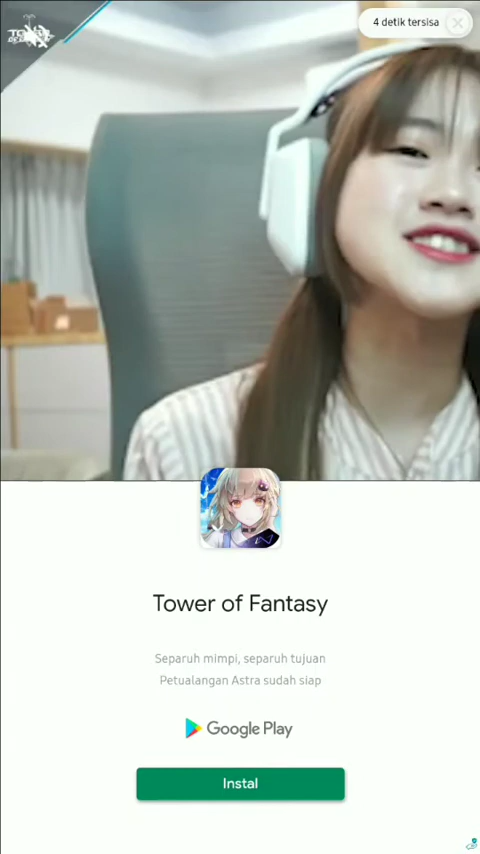 4 detik tersisa
Tower of Fantasy
Separuh mimpi, separuh tujuan
Petualangan Astra sudah siap
Google Play
Instal